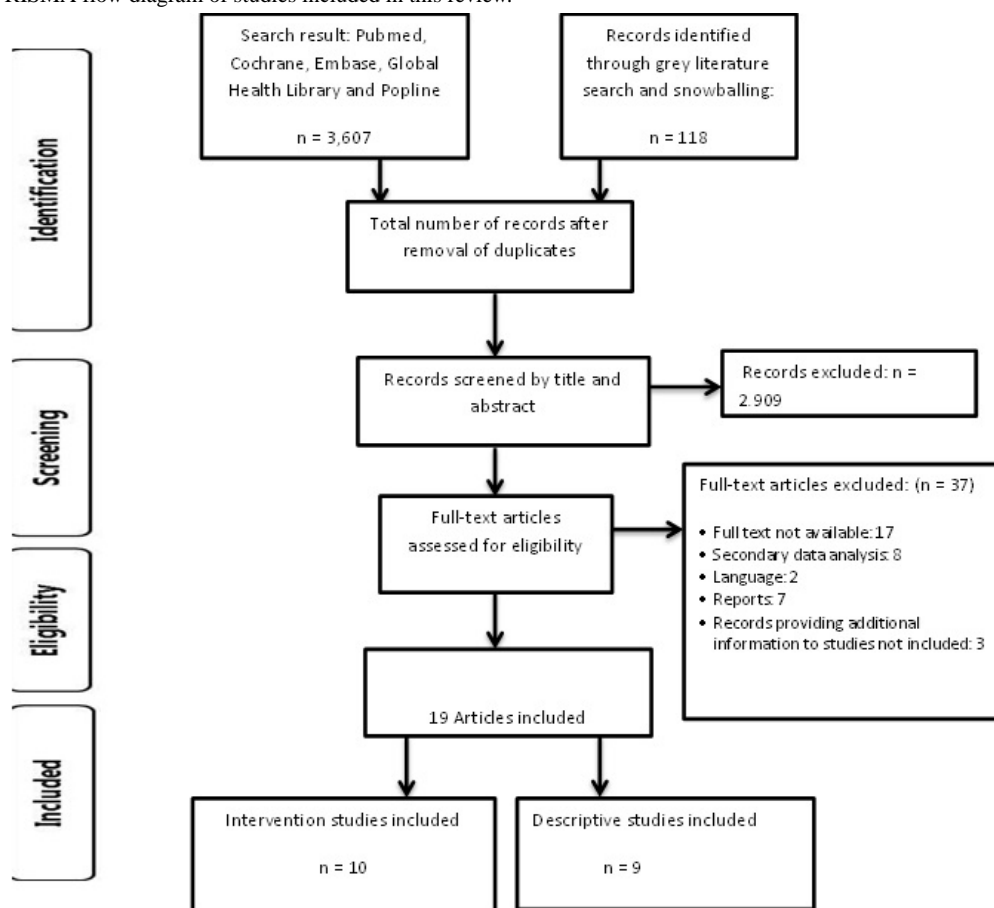 RISMA flow diagram of studies included in this review.
Search result: Pubmed,
Cochrane, Embase, Global
Health Library and Popline
n = 3,607
Records identified
through grey literature
search and snowballing:
n = 118
Identification
Total number of records after
removal of duplicates
Records screened by title and
abstract
Records excluded: n =
2.909
Screening
Full-text articles
assessed for eligibility
Full-text articles excluded: (n = 37)
• Full text not available: 17
• Secondary data analysis: 8
• Language: 2
• Reports: 7
• Records providing additional
information to studies not included: 3
Eligibility
19 Articles included
Included
Intervention studies included
n = 10
Descriptive studies included
n = 9